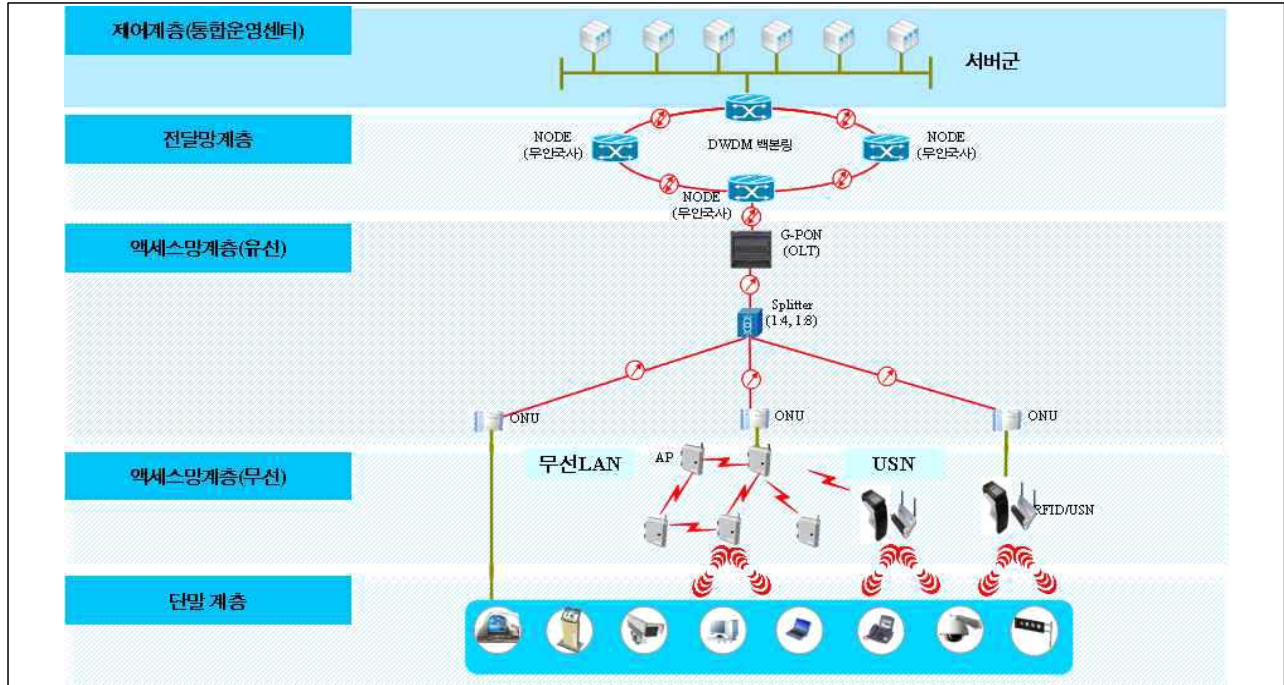 제어계층(통합운영센터)
서버군
전달망계층
NODE
(무안국사)
DWDM 백본링
NODE
(무안국사)
NODE
(무안국사)
액세스망계층(유선)
G-PON
(OLT)
Splitter
(1:4, 1:8)
ONU
ONU
ONU
액세스망계층(무선)
무선LAN
AP
USN
RFID/USN
단말 계층